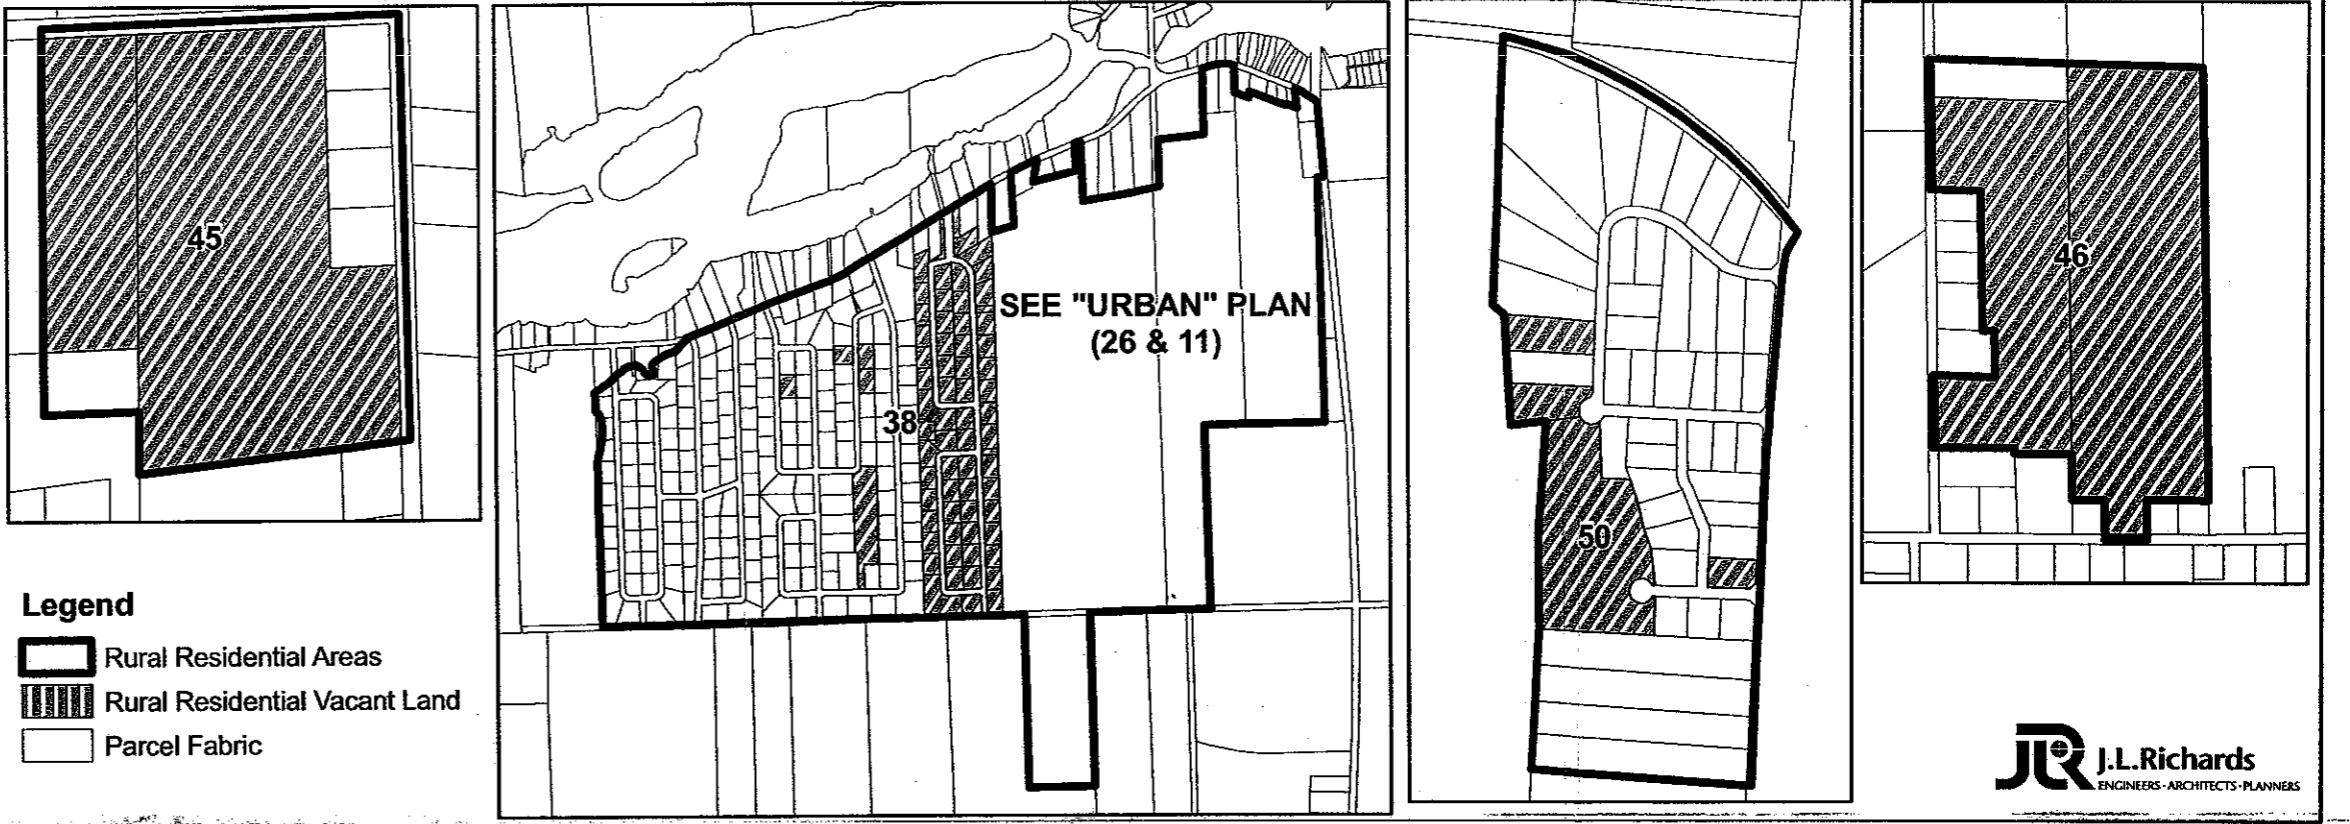 45
38
SEE "URBAN" PLAN
(26 & 11)
50
46
Legend
Rural Residential Areas
Rural Residential Vacant Land
Parcel Fabric
JLR
J.L.Richards
ENGINEERS · ARCHITECTS · PLANNERS